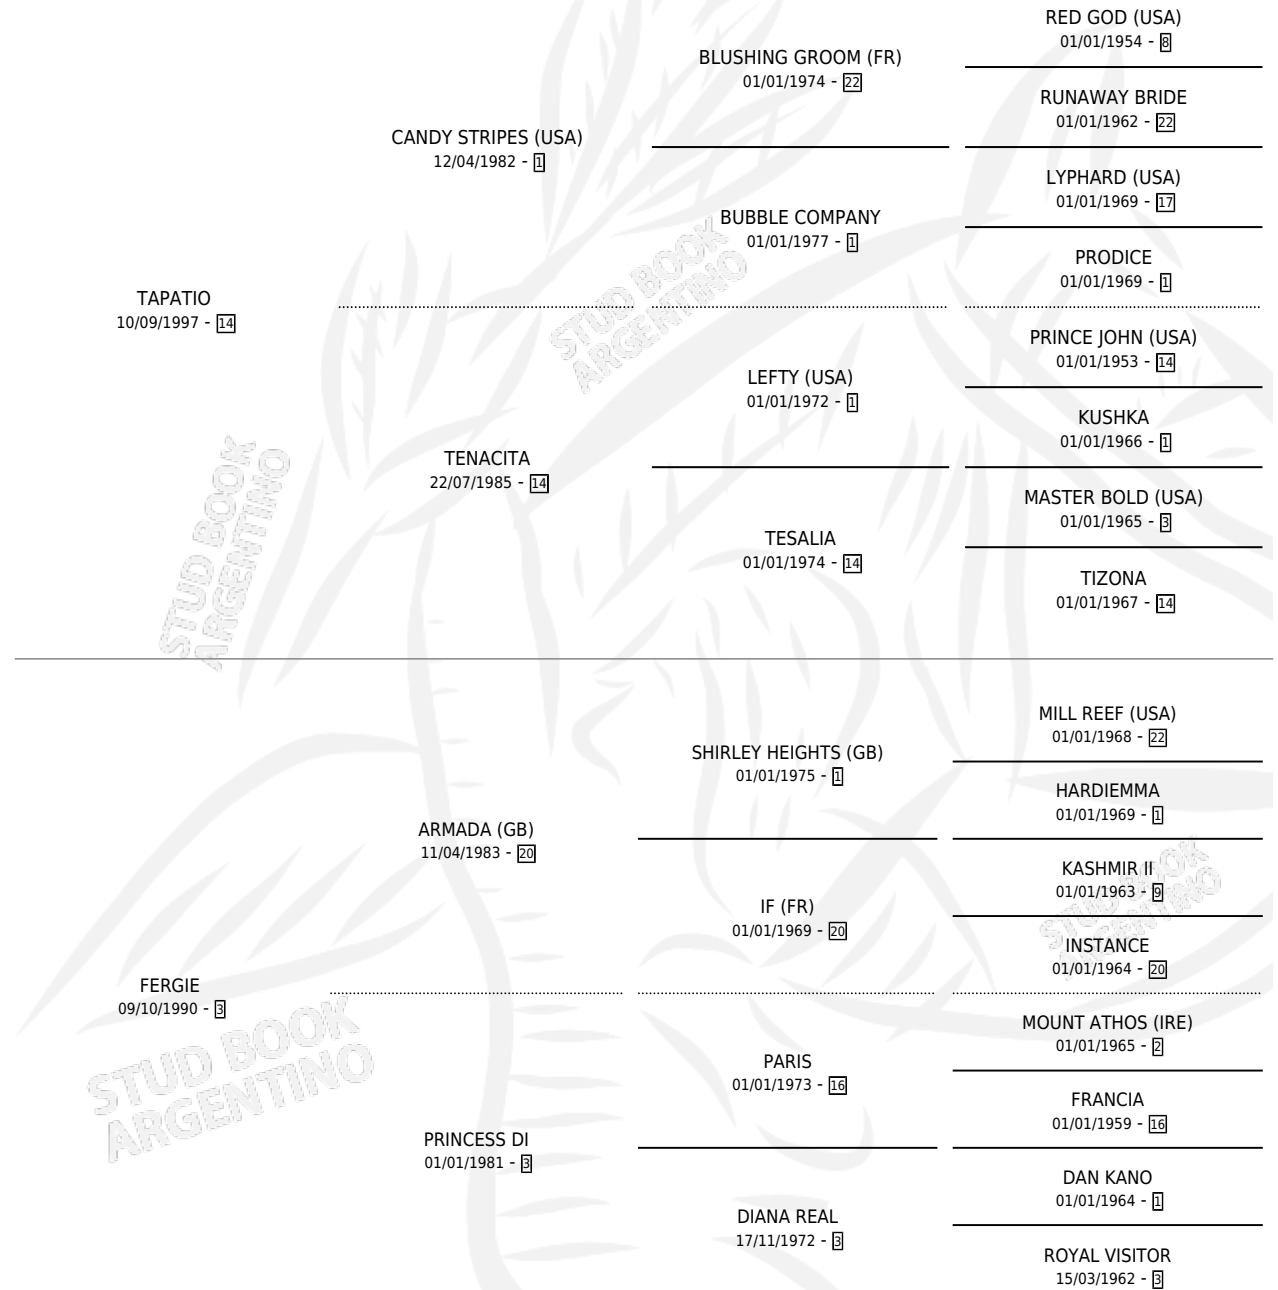 RED GOD (USA)
01/01/1954 - 8
BLUSHING GROOM (FR)
01/01/1974 - 22
RUNAWAY BRIDE
01/01/1962 - 22
CANDY STRIPES (USA)
12/04/1982 - 1
LYPHARD (USA)
01/01/1969 - 17
BUBBLE COMPANY
01/01/1977 - 1
PRODICE
01/01/1969 - 1
TAPATIO
10/09/1997 - 14
PRINCE JOHN (USA)
01/01/1953 - 14
LEFTY (USA)
01/01/1972 - 1
KUSHKA
01/01/1966 - 1
TENACITA
22/07/1985 - 14
MASTER BOLD (USA)
01/01/1965 - 3
TESALIA
01/01/1974 - 14
TIZONA
01/01/1967 - 14
MILL REEF (USA)
01/01/1968 - 22
SHIRLEY HEIGHTS (GB)
01/01/1975 - 1
HARDIEMMA
01/01/1969 - 1
ARMADA (GB)
11/04/1983 - 20
KASHMIR II
01/01/1963 - 9
IF (FR)
01/01/1969 - 20
INSTANCE
01/01/1964 - 20
FERGIE
09/10/1990 - 3
MOUNT ATHOS (IRE)
01/01/1965 - 2
PARIS
01/01/1973 - 16
FRANCIA
01/01/1959 - 16
PRINCESS DI
01/01/1981 - 3
DAN KANO
01/01/1964 - 1
DIANA REAL
17/11/1972 - 3
ROYAL VISITOR
15/03/1962 - 3
STUD BOOK
ARGENTINO
STUD BOOK
ARGENTINO
STUD BOOK
ARGENTINO
STUD BOOK
ARGENTINO